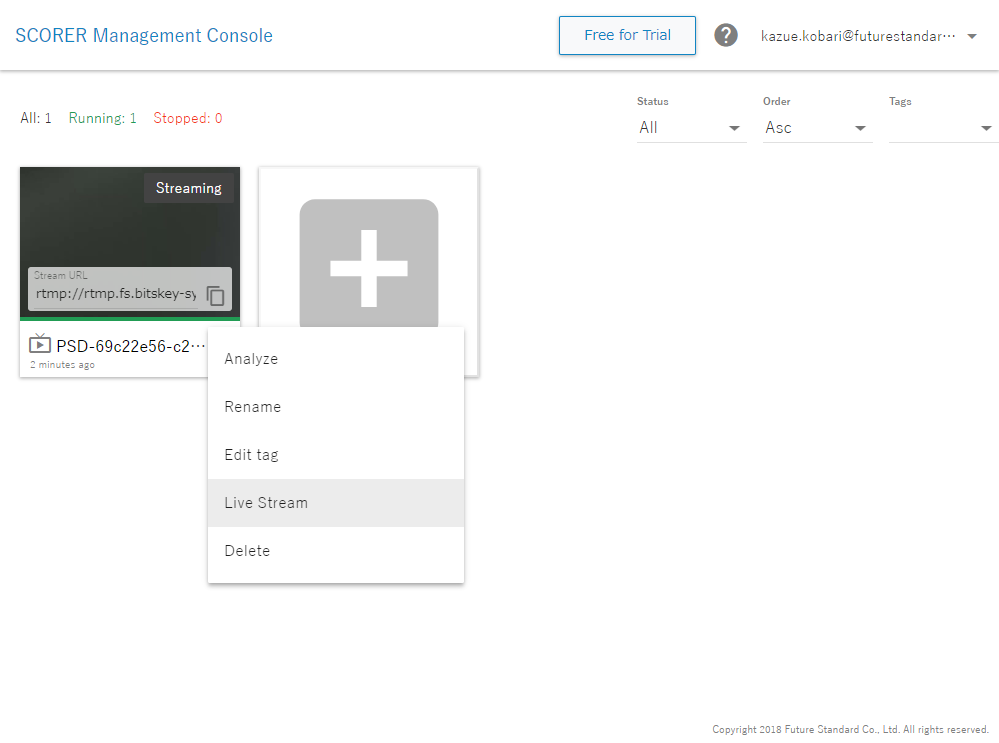 SCORER Management Console
Free for Trial
kazue.kobari@futurestandar…
All: 1 Running: 1 Stopped: 0
Status
All
Order
Asc
Tags
Streaming
Stream URL
rtmp://rtmp.fs.bitskey-sy
PSD-69c22e56-c2…
2 minutes ago
Analyze
Rename
Edit tag
Live Stream
Delete
Copyright 2018 Future Standard Co., Ltd. All rights reserved.